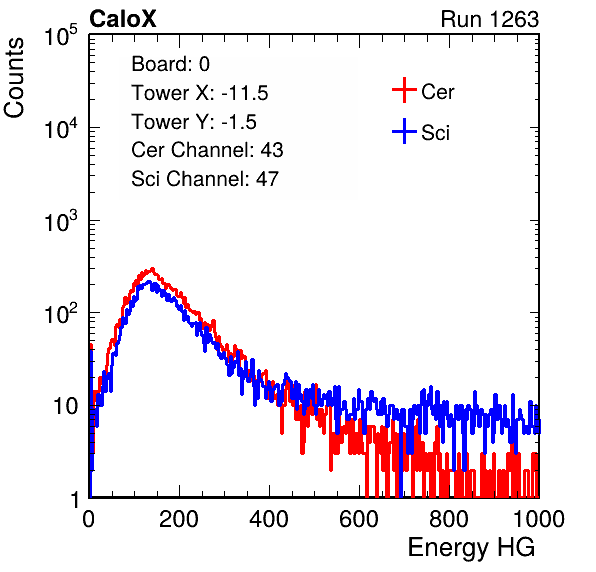 CaloX Run 1263
Counts
10^5
10^4
10^3
10^2
10
1
Board: 0
Tower X: -11.5
Tower Y: -1.5
Cer Channel: 43
Sci Channel: 47
Cer
Sci
0 200 400 600 800 1000
Energy HG